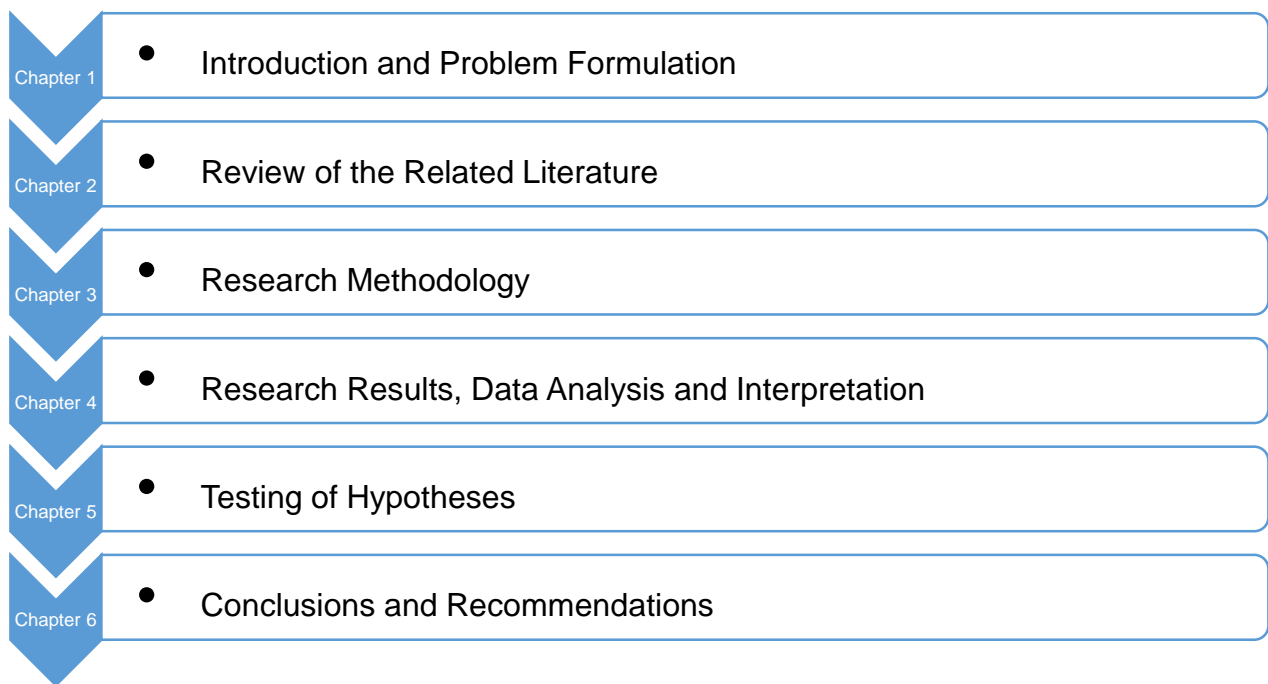 Chapter 1
• Introduction and Problem Formulation
Chapter 2
• Review of the Related Literature
Chapter 3
• Research Methodology
Chapter 4
• Research Results, Data Analysis and Interpretation
Chapter 5
• Testing of Hypotheses
Chapter 6
• Conclusions and Recommendations